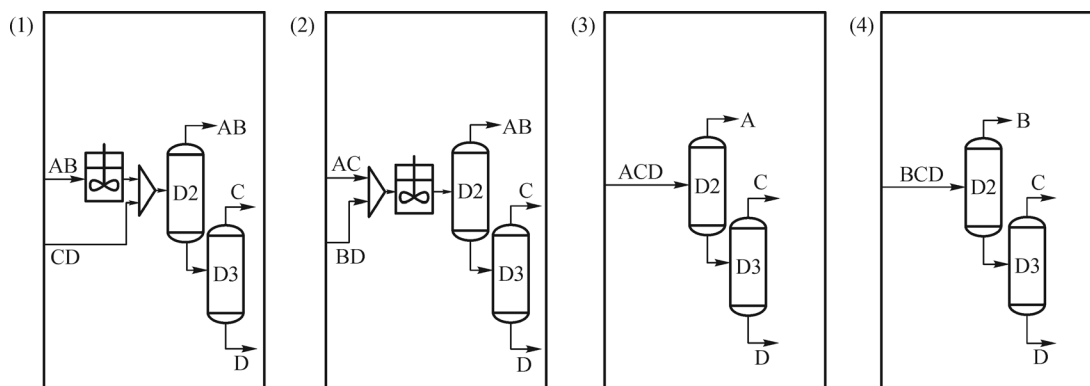 (1)
AB
AB
C
D2
CD
D3
D
(2)
AB
AC
C
D2
BD
D3
D
(3)
A
ACD
C
D2
D3
D
(4)
B
BCD
C
D2
D3
D